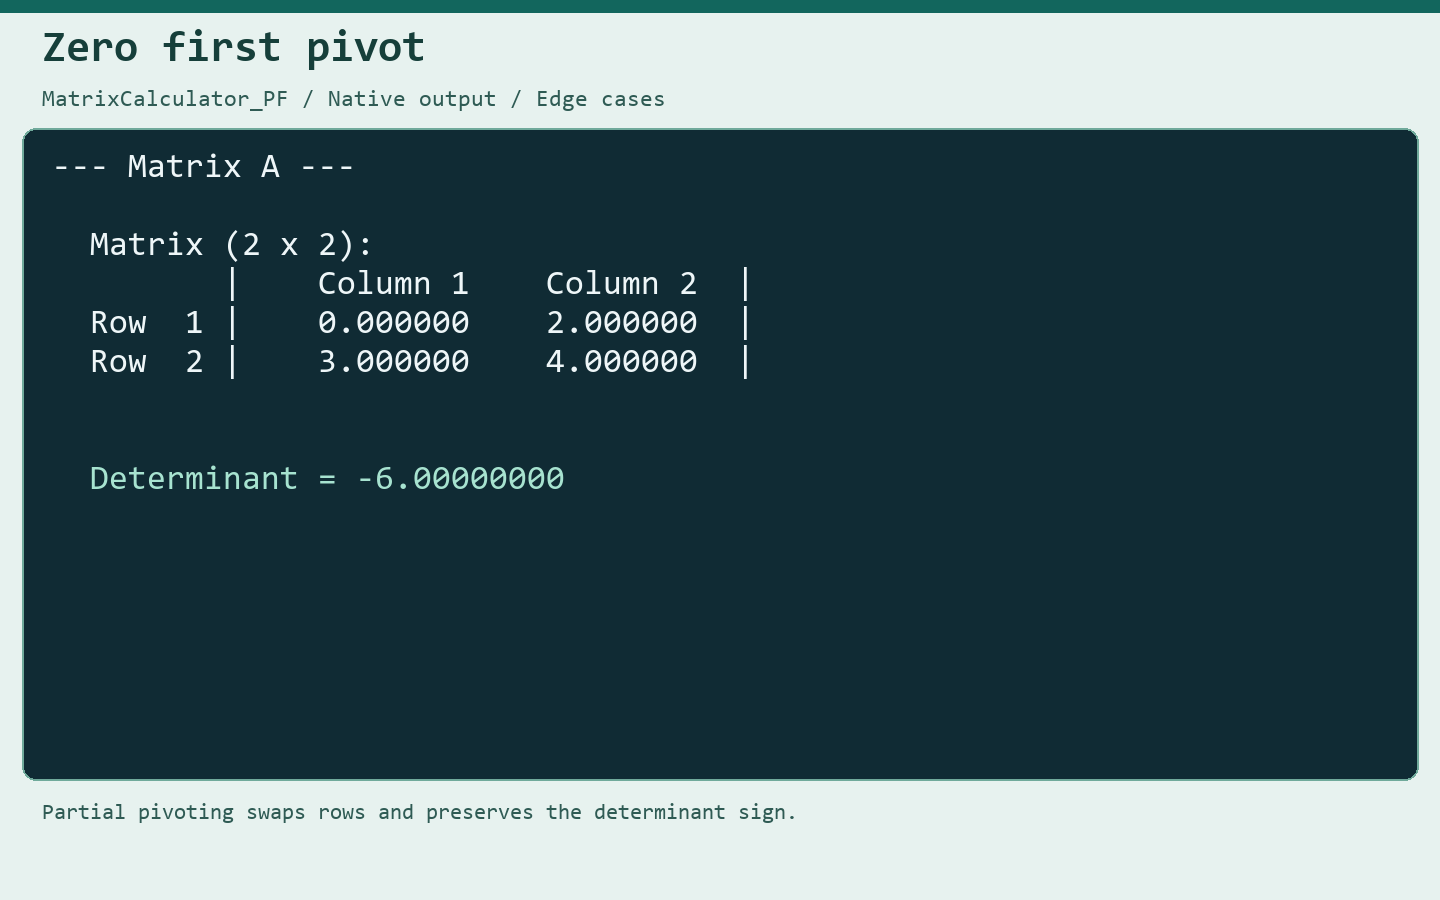 Zero first pivot
MatrixCalculator_PF / Native output / Edge cases
--- Matrix A ---
Matrix (2 x 2):
|    Column 1    Column 2  |
Row  1 |    0.000000    2.000000  |
Row  2 |    3.000000    4.000000  |
Determinant = -6.00000000
Partial pivoting swaps rows and preserves the determinant sign.